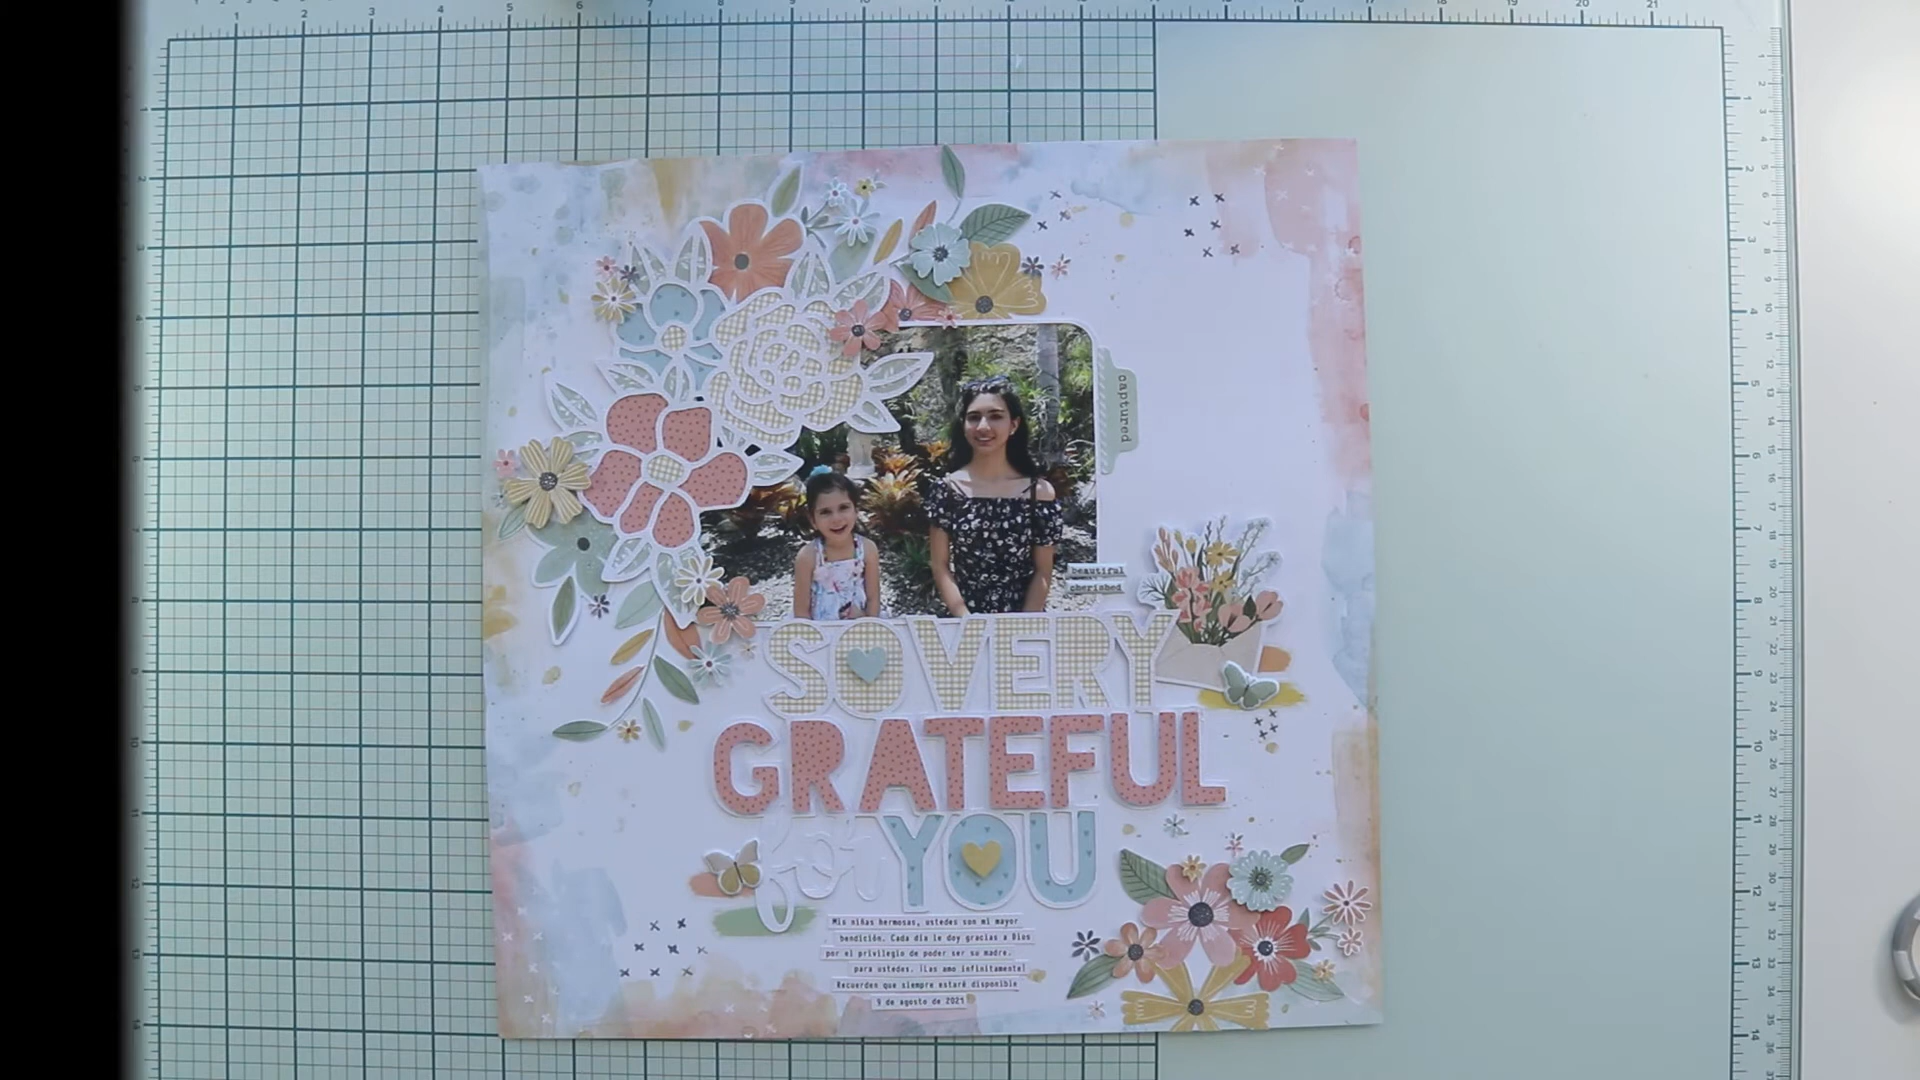 captured
beautiful
cherished
SO VERY
GRATEFUL
for YOU
Mis niñas hermosas, ustedes son mi mayor
bendición. Cada día le doy gracias a Dios
por el privilegio de poder ser su madre.
para ustedes. ¡Las amo infinitamente!
Recuerden que siempre estaré disponible
9 de agosto de 2021